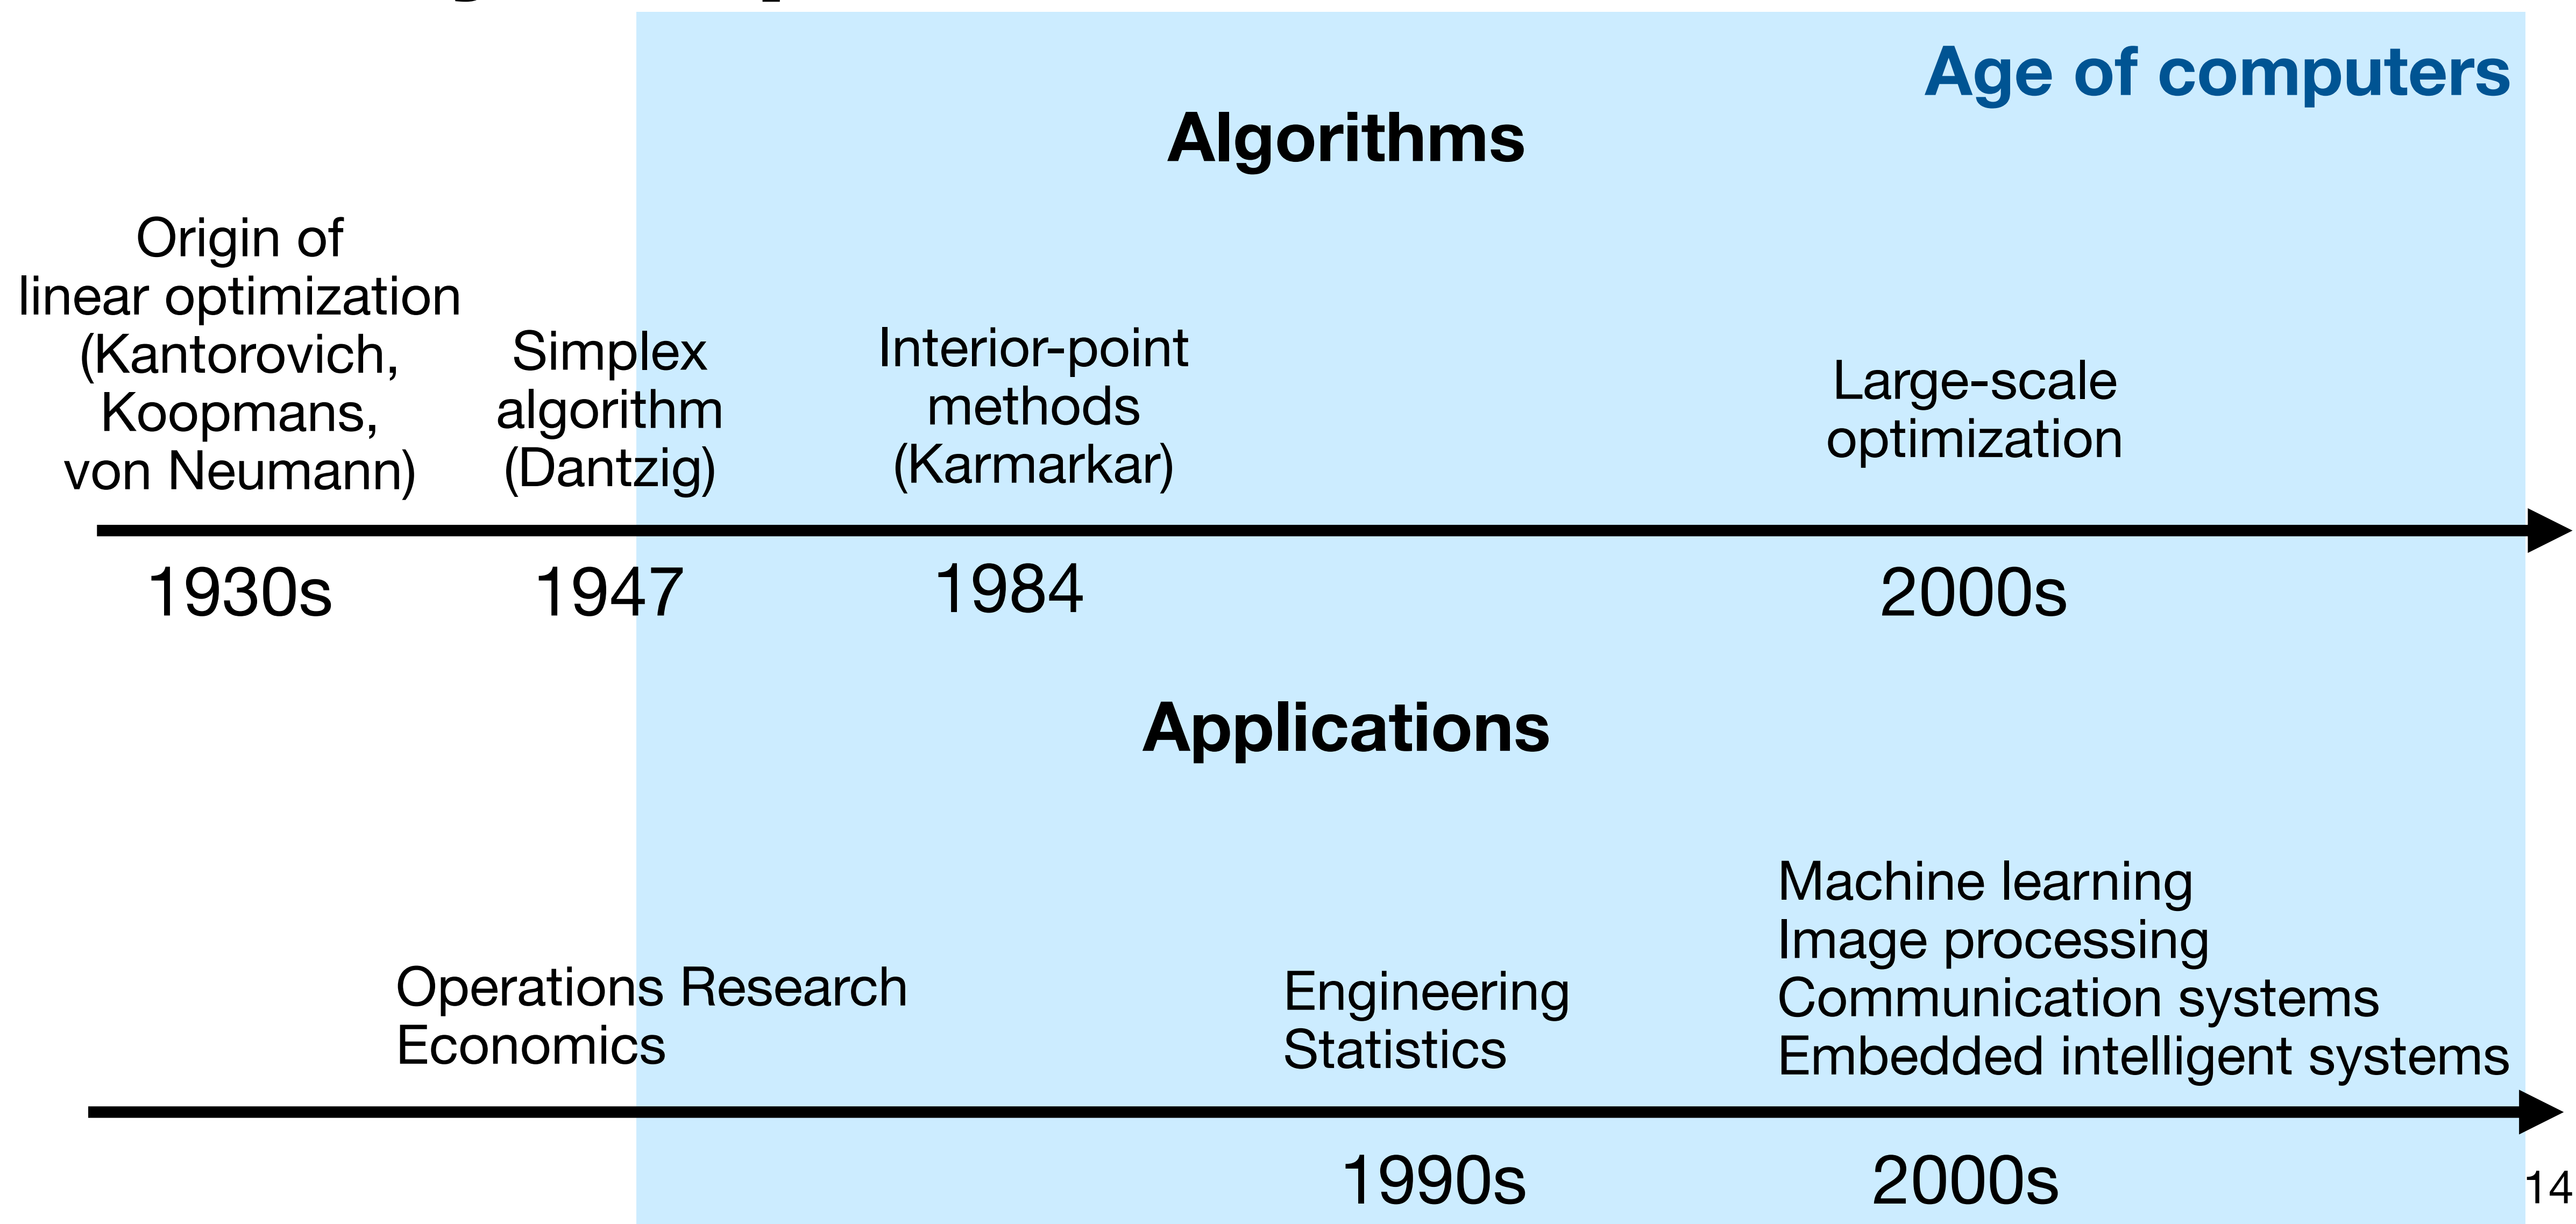 Age of computers
Algorithms
Origin of
linear optimization
(Kantorovich,
Koopmans,
von Neumann)
Simplex
algorithm
(Dantzig)
Interior-point
methods
(Karmarkar)
Large-scale
optimization
1930s
1947
1984
2000s
Applications
Operations Research
Economics
Engineering
Statistics
Machine learning
Image processing
Communication systems
Embedded intelligent systems
1990s
2000s
14